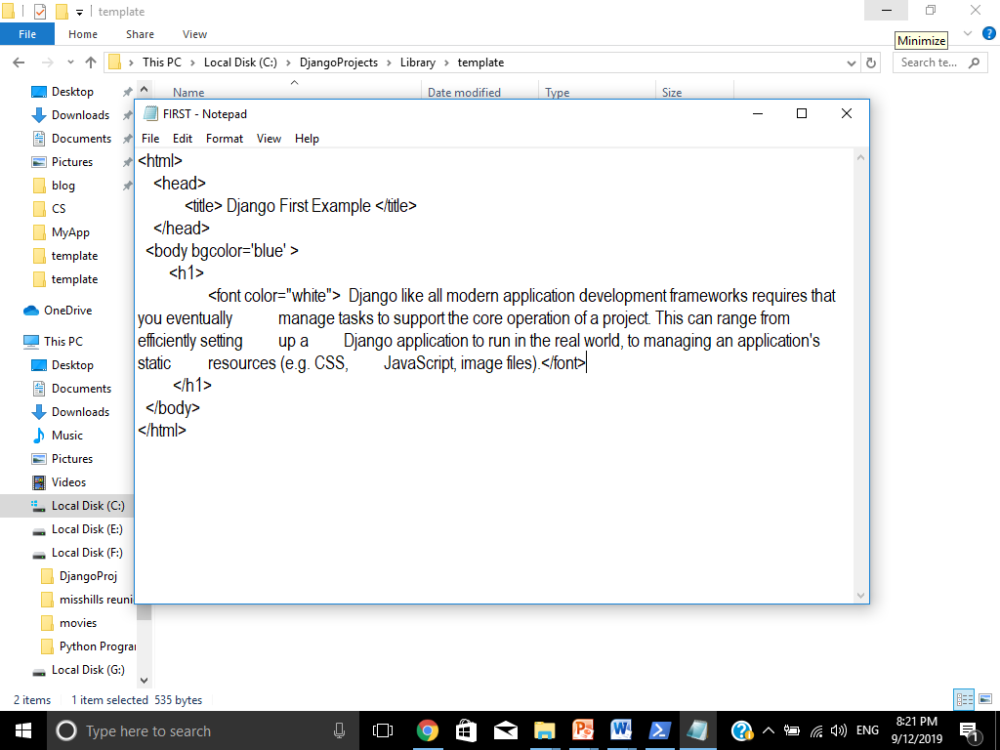 template
File Home Share View
Minimize
This PC Local Disk (C:) DjangoProjects Library template
Search te...
Name Date modified Type Size
Desktop
Downloads
Documents
Pictures
blog
CS
MyApp
template
template
OneDrive
This PC
Desktop
Documents
Downloads
Music
Pictures
Videos
Local Disk (C:)
Local Disk (E:)
Local Disk (F:)
DjangoProj
misshills reuni
movies
Python Progra
Local Disk (G:)
FIRST - Notepad
File Edit Format View Help
<html>
<head>
<title> Django First Example </title>
</head>
<body bgcolor='blue' >
<h1>
<font color="white"> Django like all modern application development frameworks requires that
you eventually manage tasks to support the core operation of a project. This can range from
efficiently setting up a Django application to run in the real world, to managing an application's
static resources (e.g. CSS, JavaScript, image files).</font>
</h1>
</body>
</html>
2 items 1 item selected 535 bytes
Type here to search
ENG
8:21 PM
9/12/2019
1